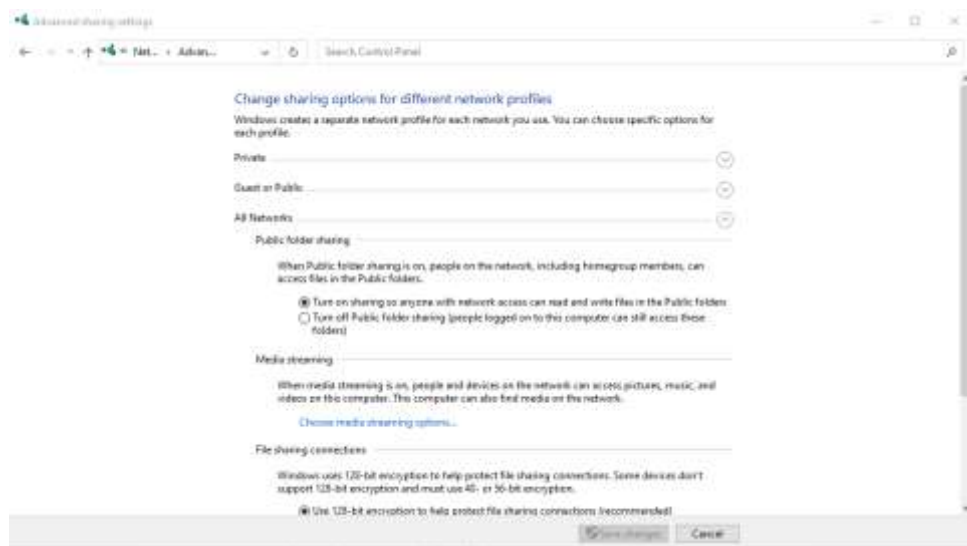 Advanced sharing settings
Net... Advan...
Search Control Panel
Change sharing options for different network profiles
Windows creates a separate network profile for each network you use. You can choose specific options for
each profile.
Private
Guest or Public
All Networks
Public folder sharing
When Public folder sharing is on, people on the network, including homegroup members, can
access files in the Public folders.
Turn on sharing so anyone with network access can read and write files in the Public folders
Turn off Public folder sharing (people logged on to this computer can still access these
folders)
Media streaming
When media streaming is on, people and devices on the network can access pictures, music, and
videos on this computer. This computer can also find media on the network.
Choose media streaming options...
File sharing connections
Windows uses 128-bit encryption to help protect file sharing connections. Some devices don't
support 128-bit encryption and must use 40- or 56-bit encryption.
Use 128-bit encryption to help protect file sharing connections (recommended)
Save changes Cancel